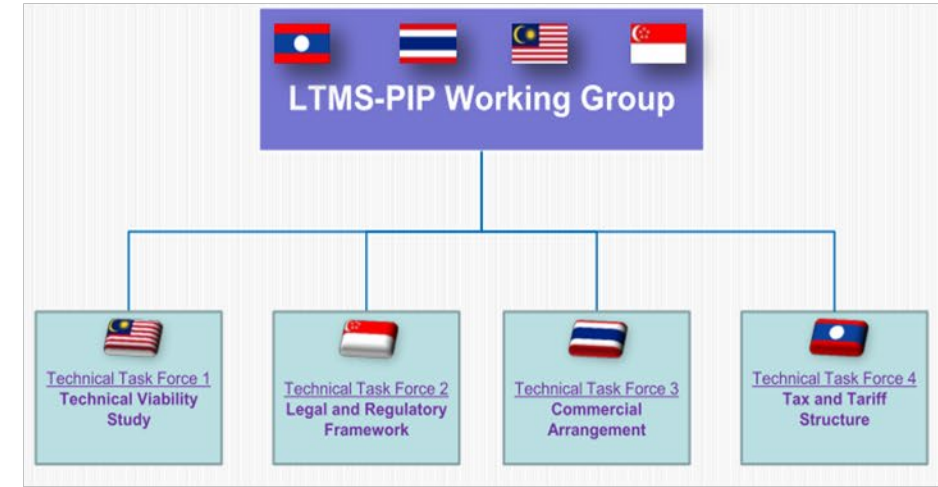 LTMS-PIP Working Group
Technical Task Force 1
Technical Viability
Study
Technical Task Force 2
Legal and Regulatory
Framework
Technical Task Force 3
Commercial
Arrangement
Technical Task Force 4
Tax and Tariff
Structure